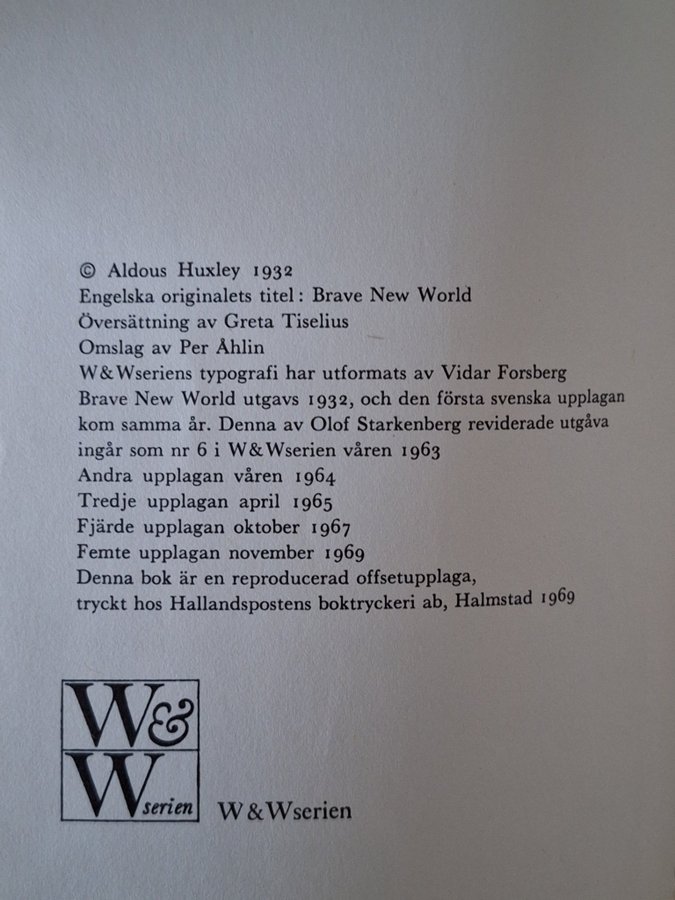 © Aldous Huxley 1932
Engelska originalets titel: Brave New World
Översättning av Greta Tiselius
Omslag av Per Åhlin
W&Wseriens typografi har utformats av Vidar Forsberg
Brave New World utgavs 1932, och den första svenska upplagan
kom samma år. Denna av Olof Starkenberg reviderade utgåva
ingår som nr 6 i W&Wserien våren 1963
Andra upplagan våren 1964
Tredje upplagan april 1965
Fjärde upplagan oktober 1967
Femte upplagan november 1969
Denna bok är en reproducerad offsetupplaga,
tryckt hos Hallandspostens boktryckeri ab, Halmstad 1969
W&
W serien
W&Wserien